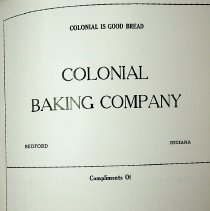 COLONIAL IS GOOD BREAD
COLONIAL
BAKING COMPANY
BEDFORD INDIANA
Compliments Of